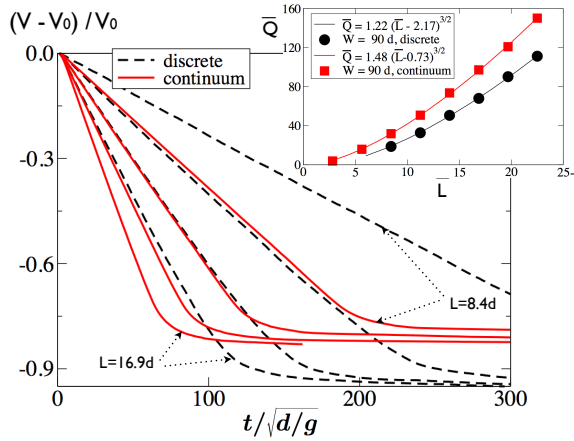 (V - V₀) / V₀
0.0
-0.3
-0.6
-0.9
0
100
200
300
t/√d/g
discrete
continuum
L=8.4d
L=16.9d
Q̅
160
120
80
40
0
0
5
10
15
20
25-
L
Q̅ = 1.22 (L̅ - 2.17)^3/2
W = 90 d, discrete
Q̅ = 1.48 (L̅-0.73)^3/2
W = 90 d, continuum